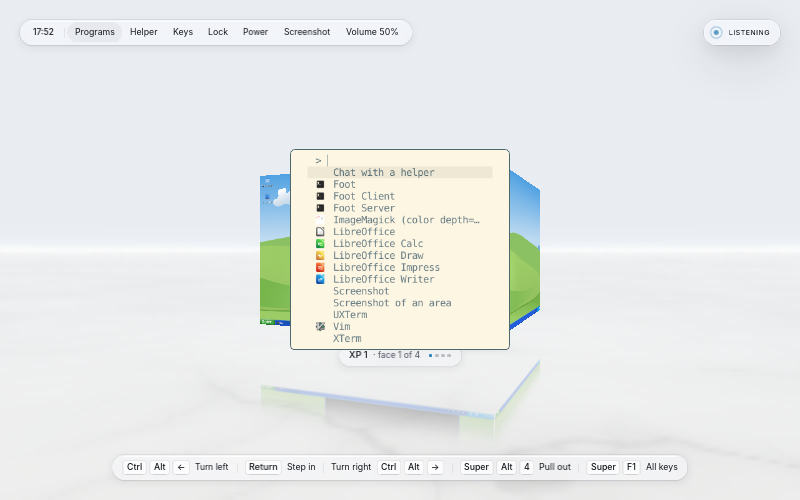 17:52 Programs Helper Keys Lock Power Screenshot Volume 50%
LISTENING
>
Chat with a helper
Foot
Foot Client
Foot Server
ImageMagick (color depth=…
LibreOffice
LibreOffice Calc
LibreOffice Draw
LibreOffice Impress
LibreOffice Writer
Screenshot
Screenshot of an area
UXTerm
Vim
XTerm
XP 1 · face 1 of 4
Ctrl Alt ← Turn left Return Step in Turn right Ctrl Alt → Super Alt 4 Pull out Super F1 All keys